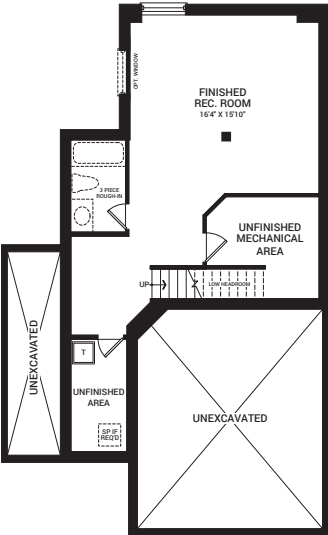 OPT. WINDOW
FINISHED
REC. ROOM
16'4" X 15'10"
3 PIECE
ROUGH-IN
UNFINISHED
MECHANICAL
AREA
UP
LOW HEADROOM
UNEXCAVATED
T
UNFINISHED
AREA
SP IF
REQ'D
UNEXCAVATED